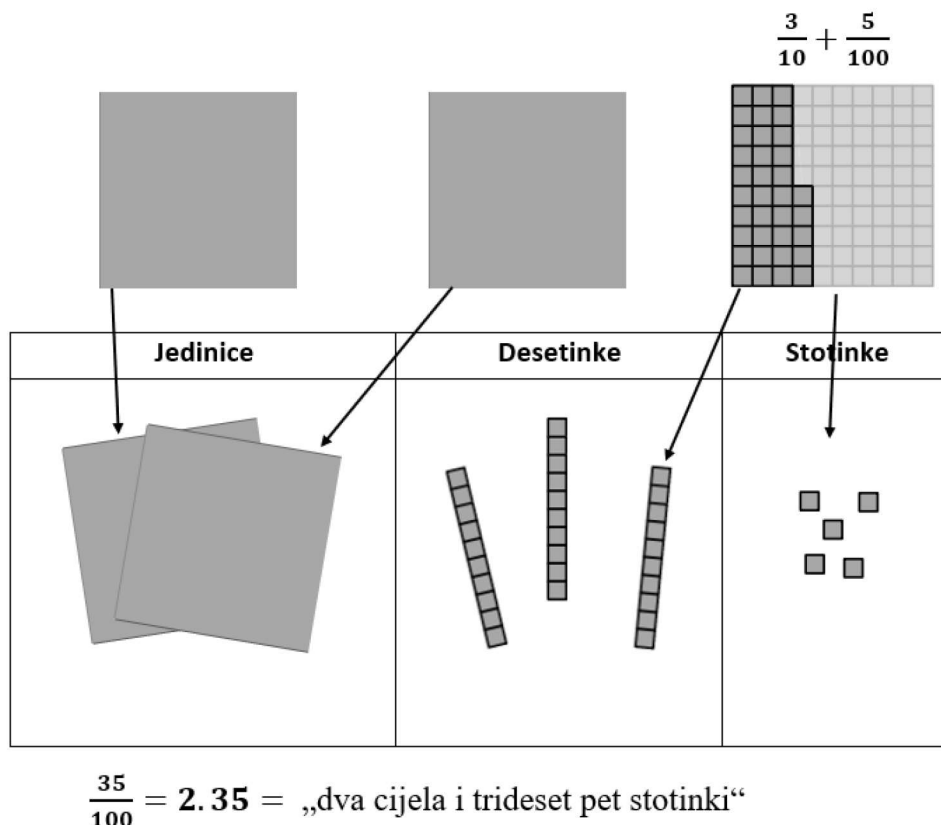 3/10 + 5/100
Jedinice Desetinke Stotinke
35/100 = 2.35 = „dva cijela i trideset pet stotinki“